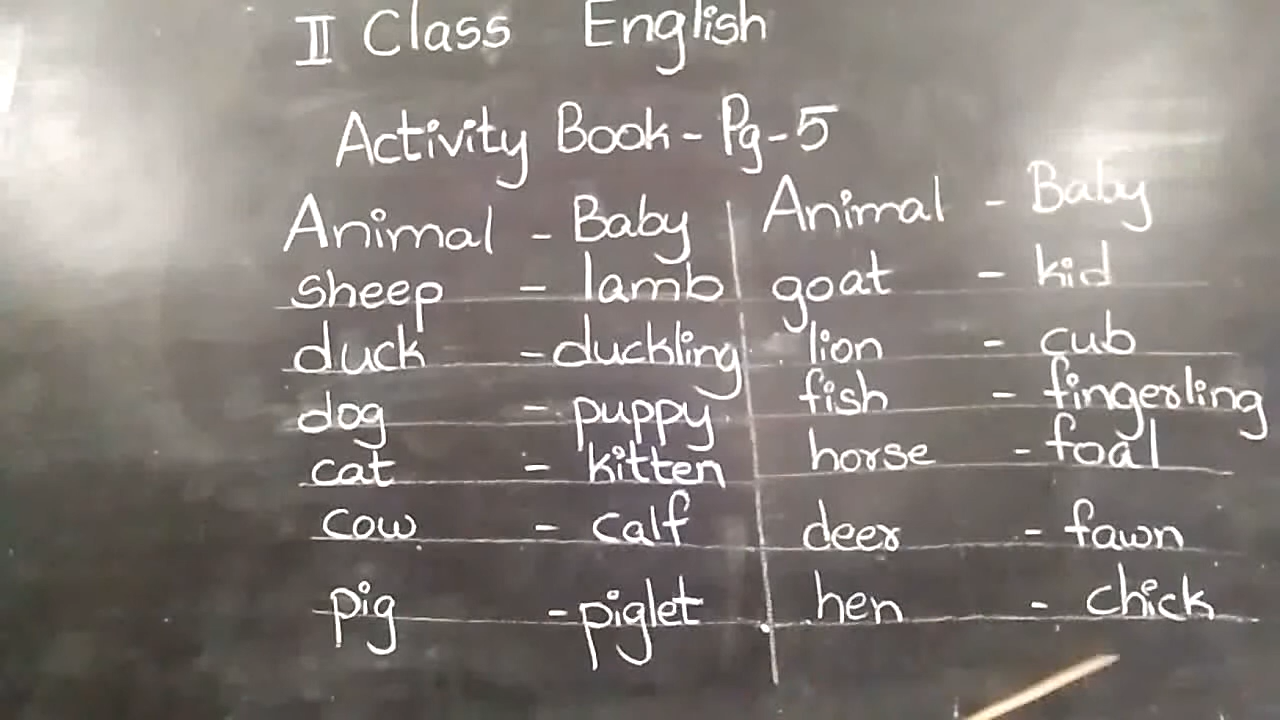 II Class English
Activity Book - Pg - 5
Animal - Baby
sheep - lamb
duck - duckling
dog - puppy
cat - kitten
cow - calf
pig - piglet
Animal - Baby
goat - kid
lion - cub
fish - fingerling
horse - foal
deer - fawn
hen - chick